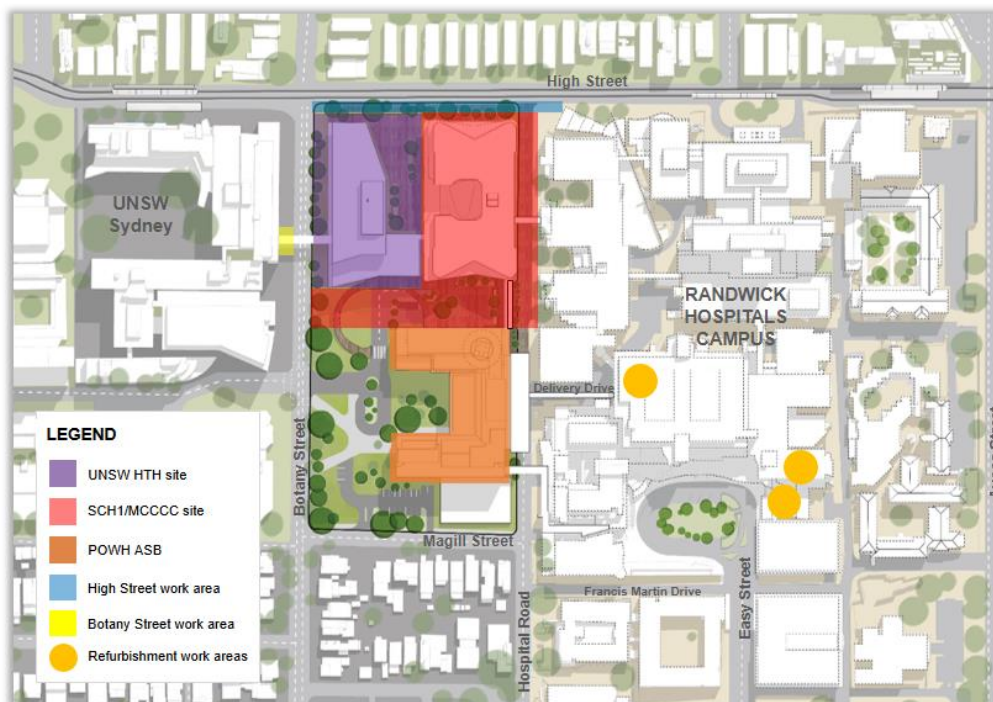 High Street
UNSW
Sydney
RANDWICK
HOSPITALS
CAMPUS
Delivery Drive
Botany Street
Magill Street
Francis Martin Drive
Hospital Road
Easy Street
LEGEND
UNSW HTH site
SCH1/MCCCC site
POWH ASB
High Street work area
Botany Street work area
Refurbishment work areas